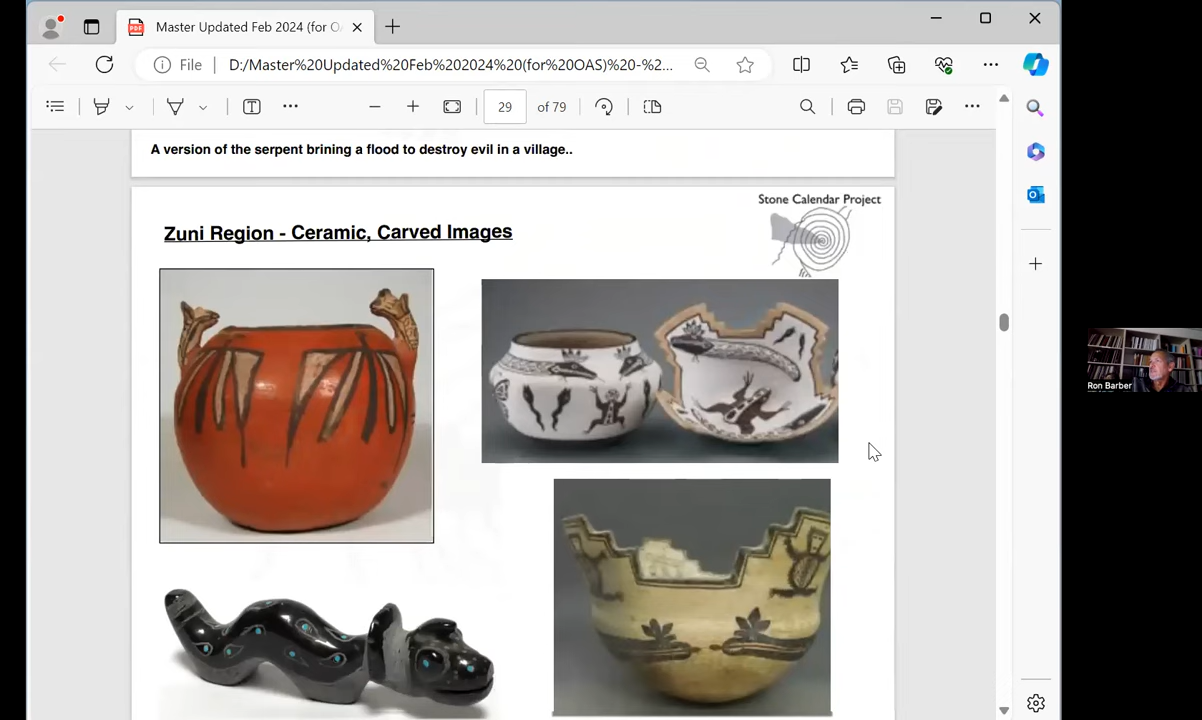 Master Updated Feb 2024 (for O
File
D:/Master%20Updated%20Feb%202024%20(for%20OAS)%20-%2...
29 of 79
A version of the serpent brining a flood to destroy evil in a village..
Stone Calendar Project
Zuni Region - Ceramic, Carved Images
Ron Barber